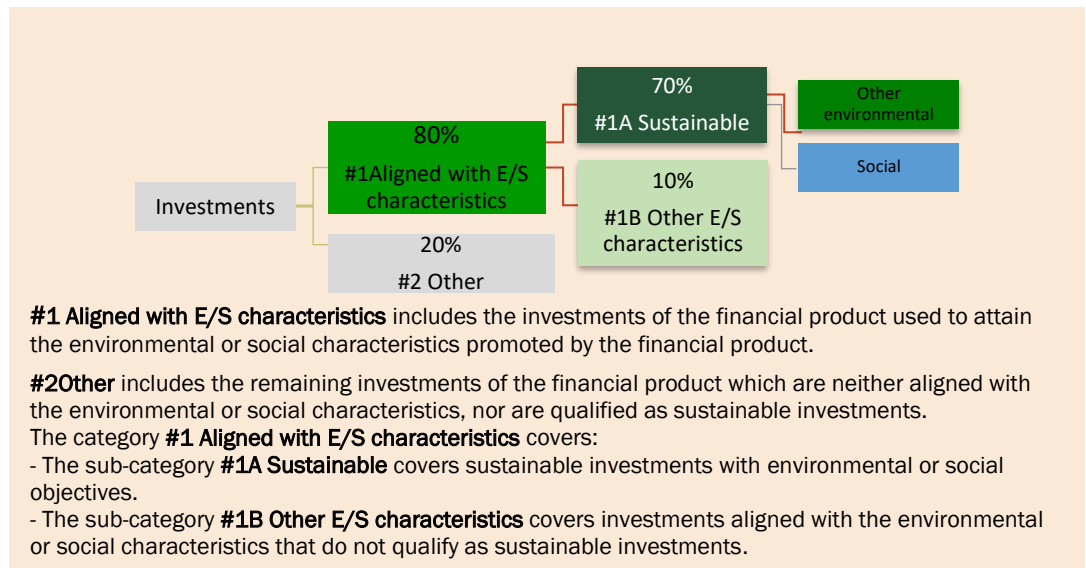 70%
#1A Sustainable
Other
environmental
80%
#1Aligned with E/S
characteristics
Social
10%
#1B Other E/S
characteristics
Investments
20%
#2 Other
#1 Aligned with E/S characteristics includes the investments of the financial product used to attain
the environmental or social characteristics promoted by the financial product.
#2Other includes the remaining investments of the financial product which are neither aligned with
the environmental or social characteristics, nor are qualified as sustainable investments.
The category #1 Aligned with E/S characteristics covers:
- The sub-category #1A Sustainable covers sustainable investments with environmental or social
objectives.
- The sub-category #1B Other E/S characteristics covers investments aligned with the environmental
or social characteristics that do not qualify as sustainable investments.